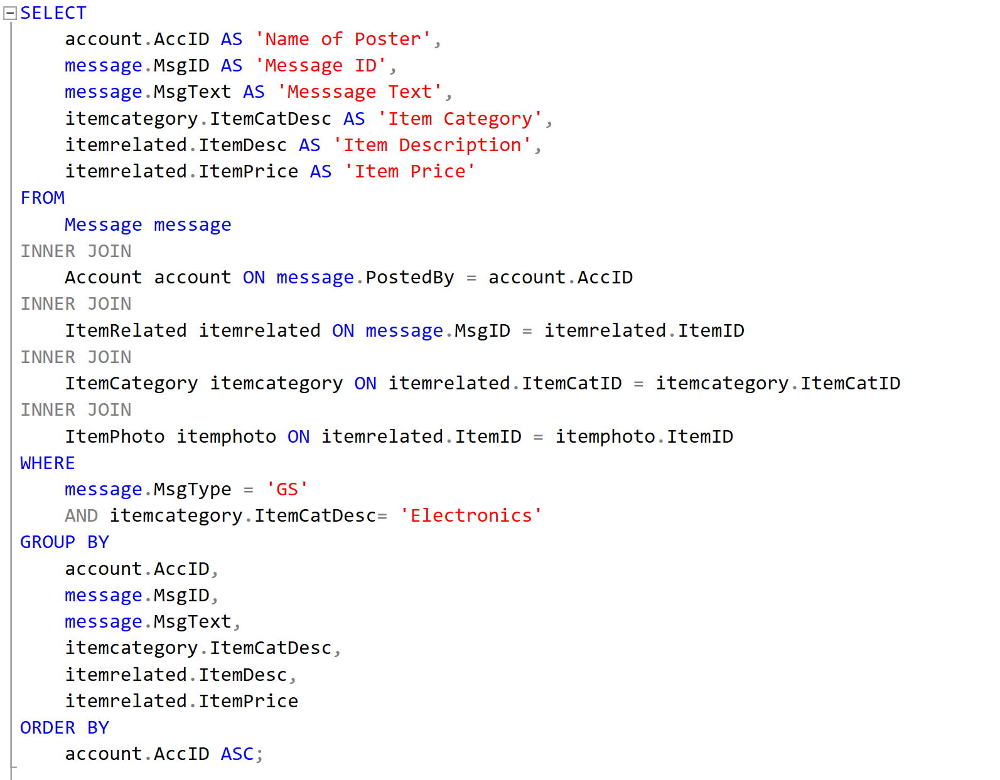 SELECT
    account.AccID AS 'Name of Poster',
    message.MsgID AS 'Message ID',
    message.MsgText AS 'Messsage Text',
    itemcategory.ItemCatDesc AS 'Item Category',
    itemrelated.ItemDesc AS 'Item Description',
    itemrelated.ItemPrice AS 'Item Price'
FROM
    Message message
INNER JOIN
    Account account ON message.PostedBy = account.AccID
INNER JOIN
    ItemRelated itemrelated ON message.MsgID = itemrelated.ItemID
INNER JOIN
    ItemCategory itemcategory ON itemrelated.ItemCatID = itemcategory.ItemCatID
INNER JOIN
    ItemPhoto itemphoto ON itemrelated.ItemID = itemphoto.ItemID
WHERE
    message.MsgType = 'GS'
    AND itemcategory.ItemCatDesc= 'Electronics'
GROUP BY
    account.AccID,
    message.MsgID,
    message.MsgText,
    itemcategory.ItemCatDesc,
    itemrelated.ItemDesc,
    itemrelated.ItemPrice
ORDER BY
    account.AccID ASC;